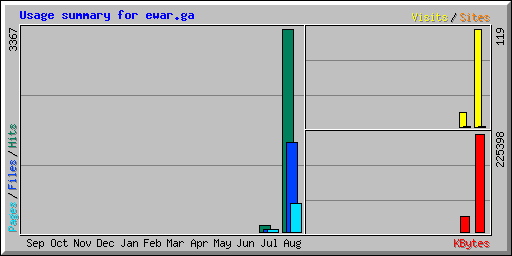 Usage summary for ewar.ga
Visits / Sites
3367
119
Pages / Files / Hits
225398
Sep Oct Nov Dec Jan Feb Mar Apr May Jun Jul Aug
KBytes